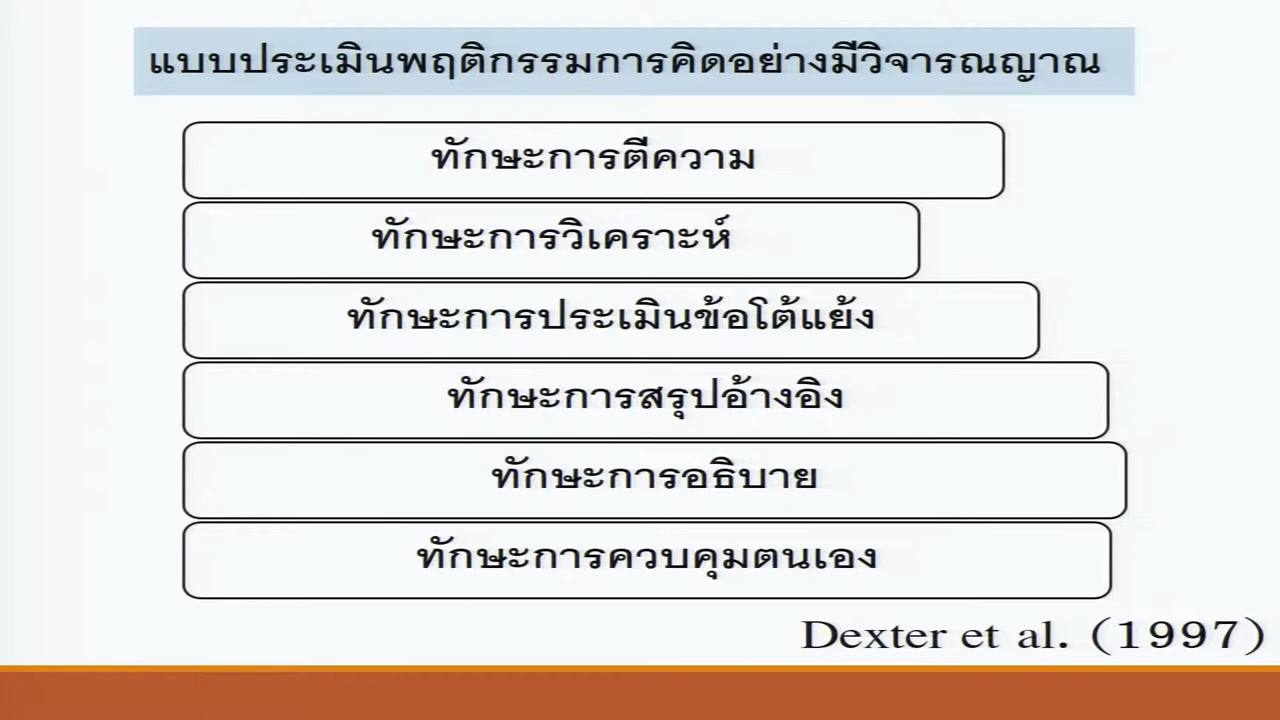 แบบประเมินพฤติกรรมการคิดอย่างมีวิจารณญาณ
ทักษะการตีความ
ทักษะการวิเคราะห์
ทักษะการประเมินข้อโต้แย้ง
ทักษะการสรุปอ้างอิง
ทักษะการอธิบาย
ทักษะการควบคุมตนเอง
Dexter et al. (1997)